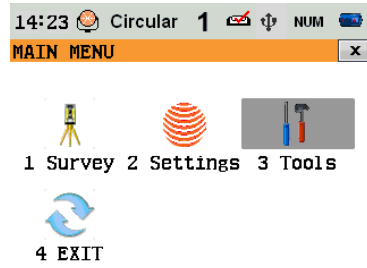 14:23 Circular 1 NUM
MAIN MENU x
1 Survey 2 Settings 3 Tools
4 EXIT